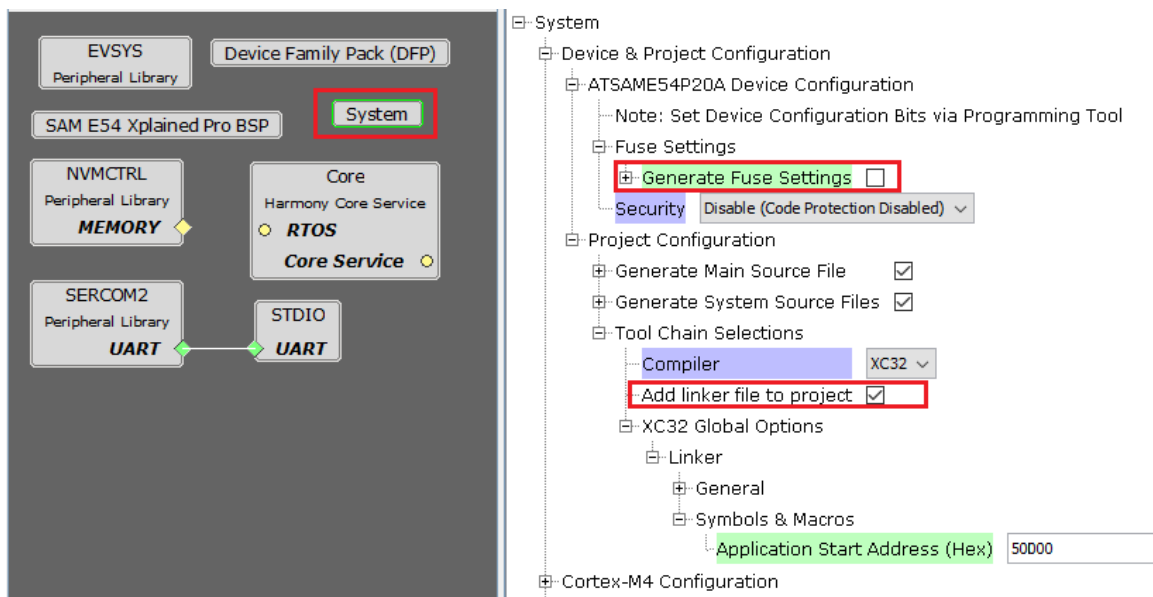 EVSYS
Peripheral Library
Device Family Pack (DFP)
System
SAM E54 Xplained Pro BSP
NVMCTRL
Peripheral Library
MEMORY
Core
Harmony Core Service
RTOS
Core Service
SERCOM2
Peripheral Library
UART
STDIO
UART
System
Device & Project Configuration
ATSAME54P20A Device Configuration
Note: Set Device Configuration Bits via Programming Tool
Fuse Settings
Generate Fuse Settings
Security Disable (Code Protection Disabled)
Project Configuration
Generate Main Source File
Generate System Source Files
Tool Chain Selections
Compiler XC32
Add linker file to project
XC32 Global Options
Linker
General
Symbols & Macros
Application Start Address (Hex) 50000
Cortex-M4 Configuration